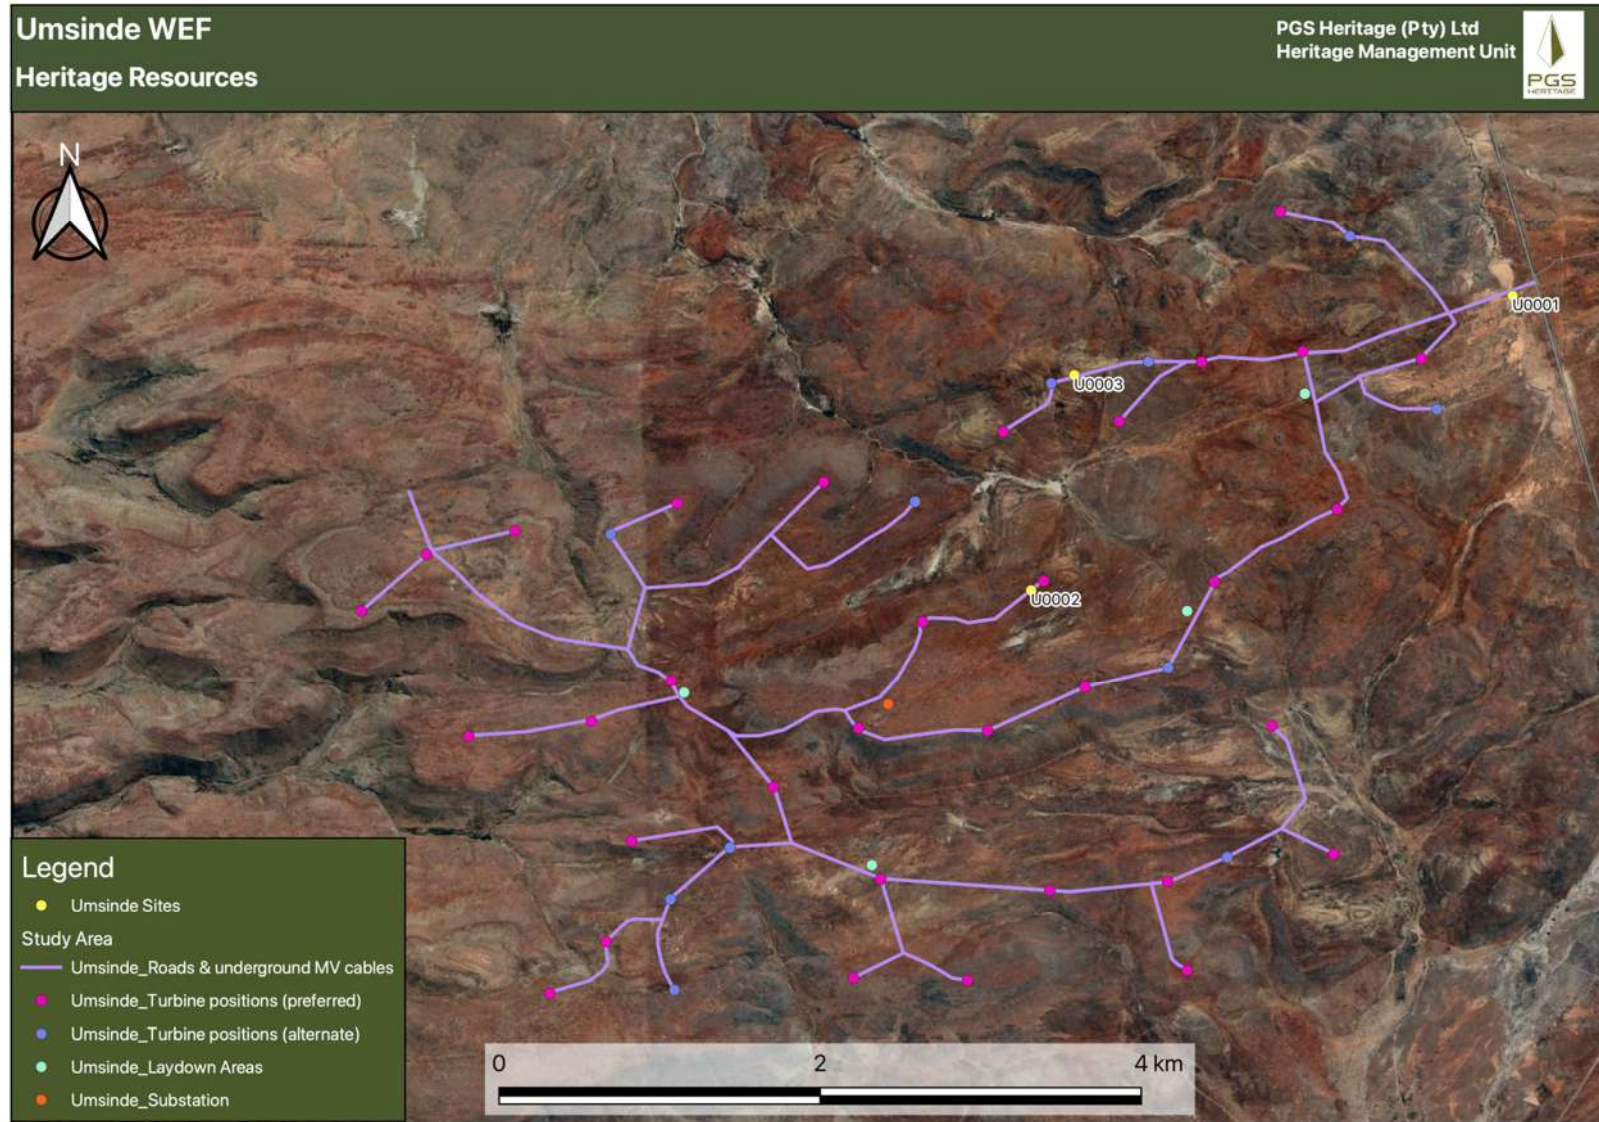 Umsinde WEF
Heritage Resources
PGS Heritage (Pty) Ltd
Heritage Management Unit
PGS
HERITAGE
N
U0001
U0003
U0002
Legend
Umsinde Sites
Study Area
Umsinde_Roads & underground MV cables
Umsinde_Turbine positions (preferred)
Umsinde_Turbine positions (alternate)
Umsinde_Laydown Areas
Umsinde_Substation
0 2 4 km